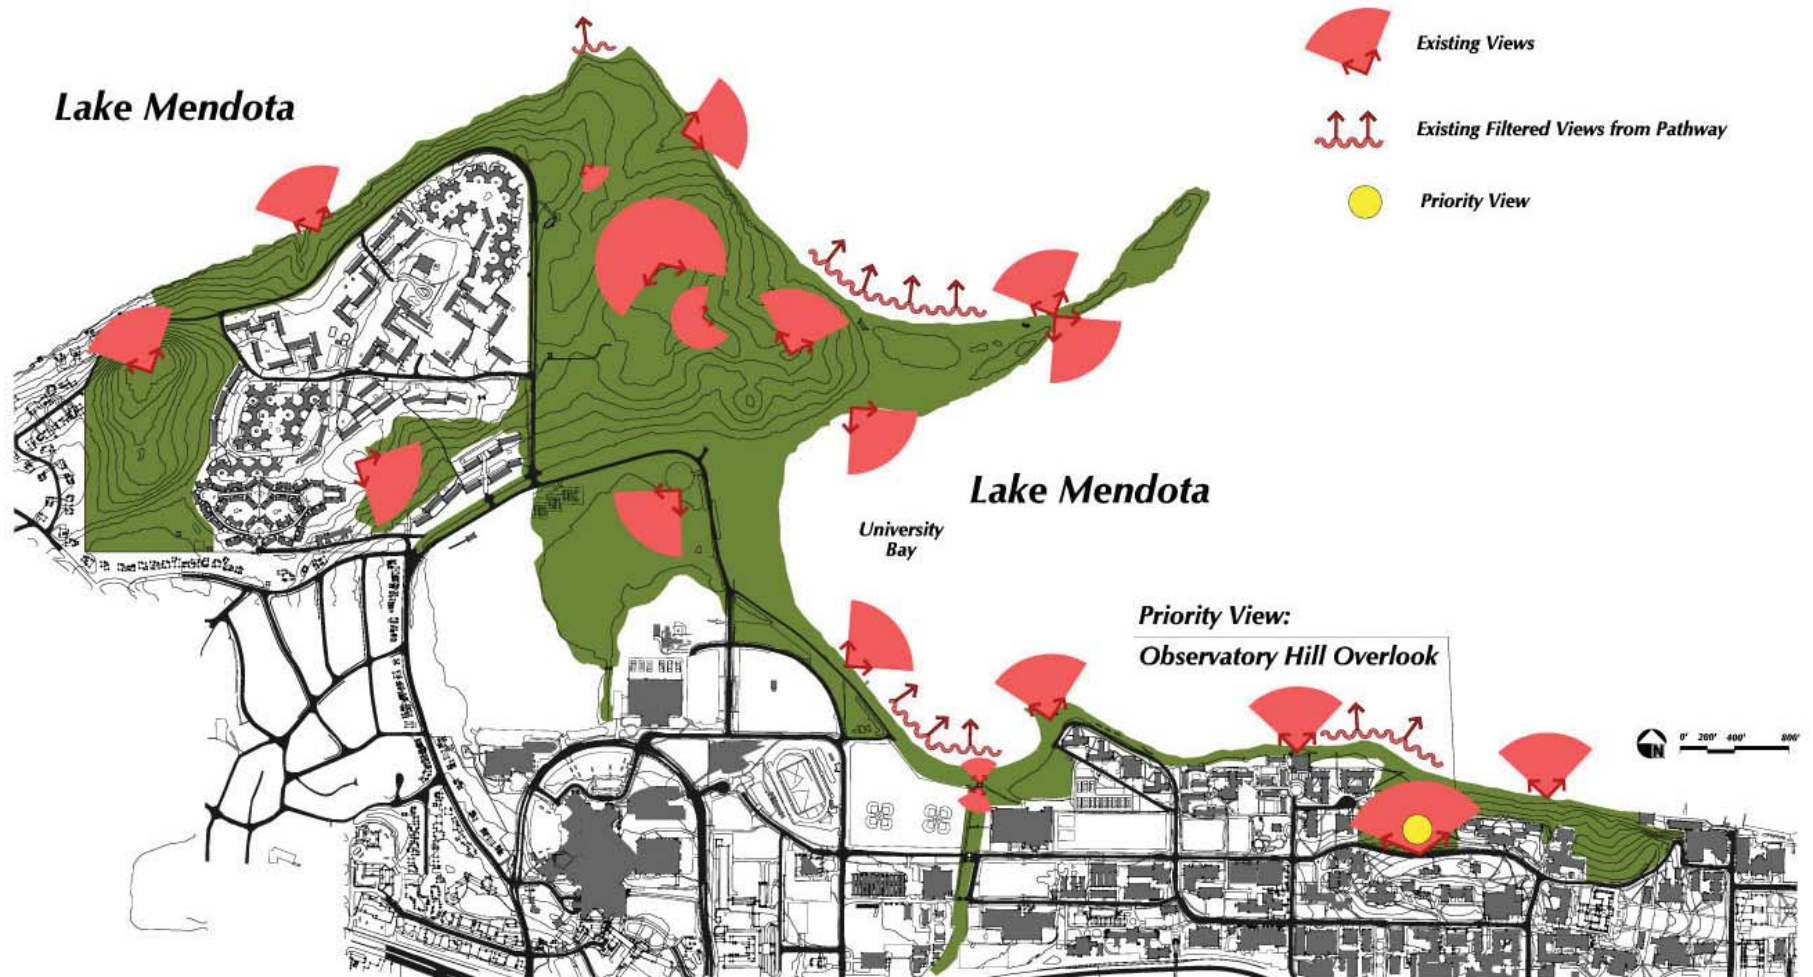 Lake Mendota
Existing Views
Existing Filtered Views from Pathway
Priority View
Lake Mendota
University
Bay
Priority View:
Observatory Hill Overlook
N
0' 200' 400' 800'